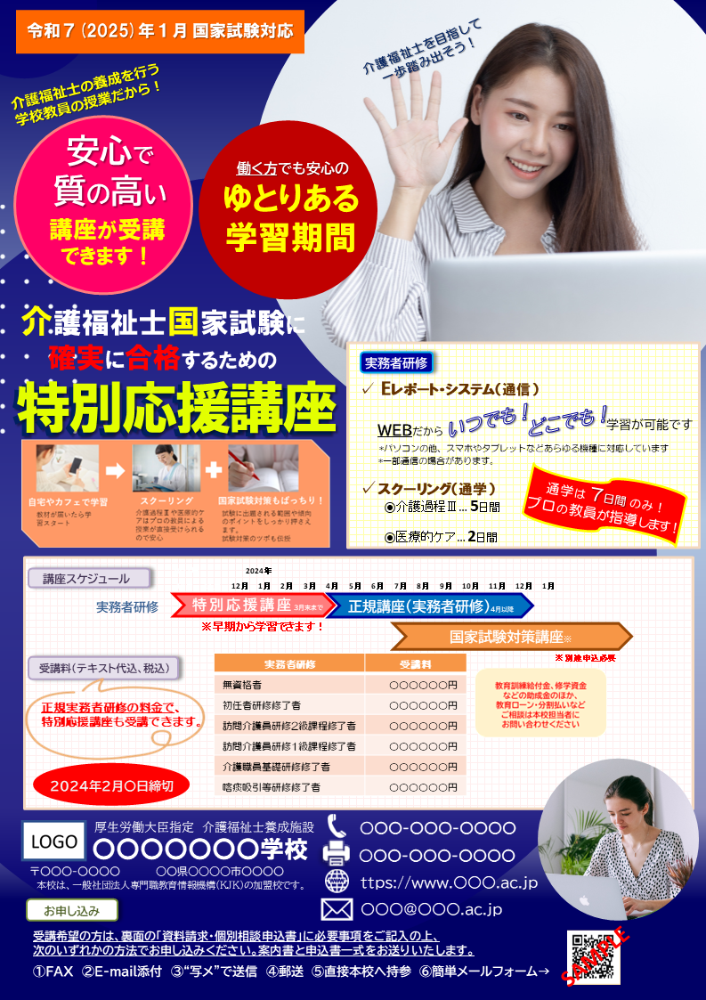 令和７(2025)年１月 国家試験対応
介護福祉士の養成を行う
学校教員の授業だから！
介護福祉士を目指して
一歩踏み出そう！
安心で
質の高い
講座が受講
できます！
働く方でも安心の
ゆとりある
学習期間
介護福祉士国家試験に
確実に合格するための
特別応援講座
自宅やカフェで学習
教材が届いたら学
習スタート
スクーリング
介護過程Ⅲや医療的ケ
アはプロの教員による
授業が直接受けられる
ので安心
国家試験対策もばっちり！
試験に出題される範囲や傾向
のポイントをしっかり押さえ
ます。
試験対策のツボも伝授
実務者研修
✓ Eレポート・システム（通信）
WEBだから いつでも！どこでも！学習が可能です
*パソコンの他、スマホやタブレットなどあらゆる機種に対応しています
*一部通信の場合があります。
✓ スクーリング（通学）
◉介護過程Ⅲ…5日間
◉医療的ケア…2日間
通学は 7日間 のみ！
プロの教員が指導します！
講座スケジュール
2024年
12月 1月 2月 3月 4月 5月 6月 7月 8月 9月 10月 11月 12月 1月
実務者研修
特別応援講座 3月末まで
正規講座（実務者研修）4月以降
※早期から学習できます！
国家試験対策講座※
※別途申込必要
受講料（テキスト代込、税込）
正規実務者研修の料金で、
特別応援講座も受講できます。
2024年2月〇日締切
実務者研修 受講料
無資格者 〇〇〇〇〇〇円
初任者研修修了者 〇〇〇〇〇〇円
訪問介護員研修2級課程修了者 〇〇〇〇〇〇円
訪問介護員研修1級課程修了者 〇〇〇〇〇〇円
介護職員基礎研修修了者 〇〇〇〇〇〇円
喀痰吸引等研修修了者 〇〇〇〇〇〇円
教育訓練給付金、修学資金
などの助成金のほか、
教育ローン・分割払いなど
ご相談は本校担当者に
お問い合わせください
LOGO
厚生労働大臣指定 介護福祉士養成施設
〇〇〇〇〇〇〇学校
〒〇〇〇-〇〇〇〇 〇〇県〇〇〇〇市〇〇〇〇
本校は、一般社団法人専門職教育情報機構(KJK)の加盟校です。
〇〇〇-〇〇〇-〇〇〇〇
〇〇〇-〇〇〇-〇〇〇〇
ttps://www.〇〇〇.ac.jp
〇〇〇@〇〇〇.ac.jp
お申し込み
受講希望の方は、裏面の「資料請求・個別相談申込書」に必要事項をご記入の上、
次のいずれかの方法でお申し込みください。案内書と申込書一式をお送りいたします。
①FAX ②E-mail添付 ③“写メ”で送信 ④郵送 ⑤直接本校へ持参 ⑥簡単メールフォーム→
SAMPLE